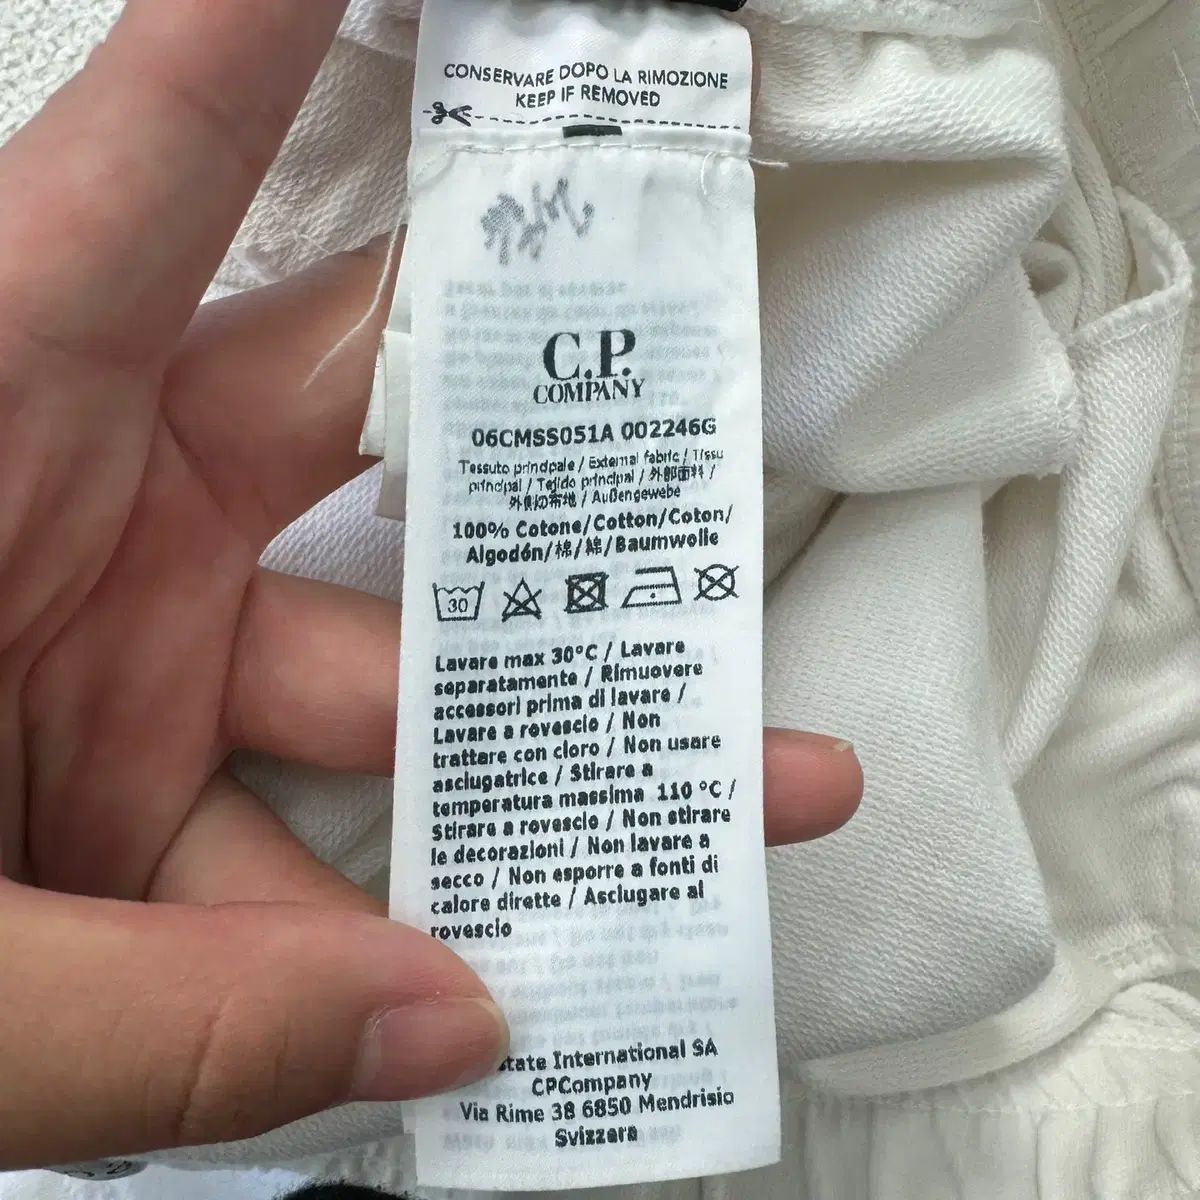 CONSERVARE DOPO LA RIMOZIONE
KEEP IF REMOVED
C.P.
COMPANY
06CMSS051A 002246G
Tessuto principale / External fabric / Tissu
principal / Tejido principal / 外部面料 /
外側の布地 / Außengewebe
100% Cotone/Cotton/Coton/
Algodón/棉/綿/Baumwolle
30
Lavare max 30°C / Lavare
separatamente / Rimuovere
accessori prima di lavare /
Lavare a rovescio / Non
trattare con cloro / Non usare
asciugatrice / Stirare a
temperatura massima 110 °C /
Stirare a rovescio / Non stirare
le decorazioni / Non lavare a
secco / Non esporre a fonti di
calore dirette / Asciugare al
rovescio
International SA
CPCompany
Via Rime 38 6850 Mendrisio
Svizzera